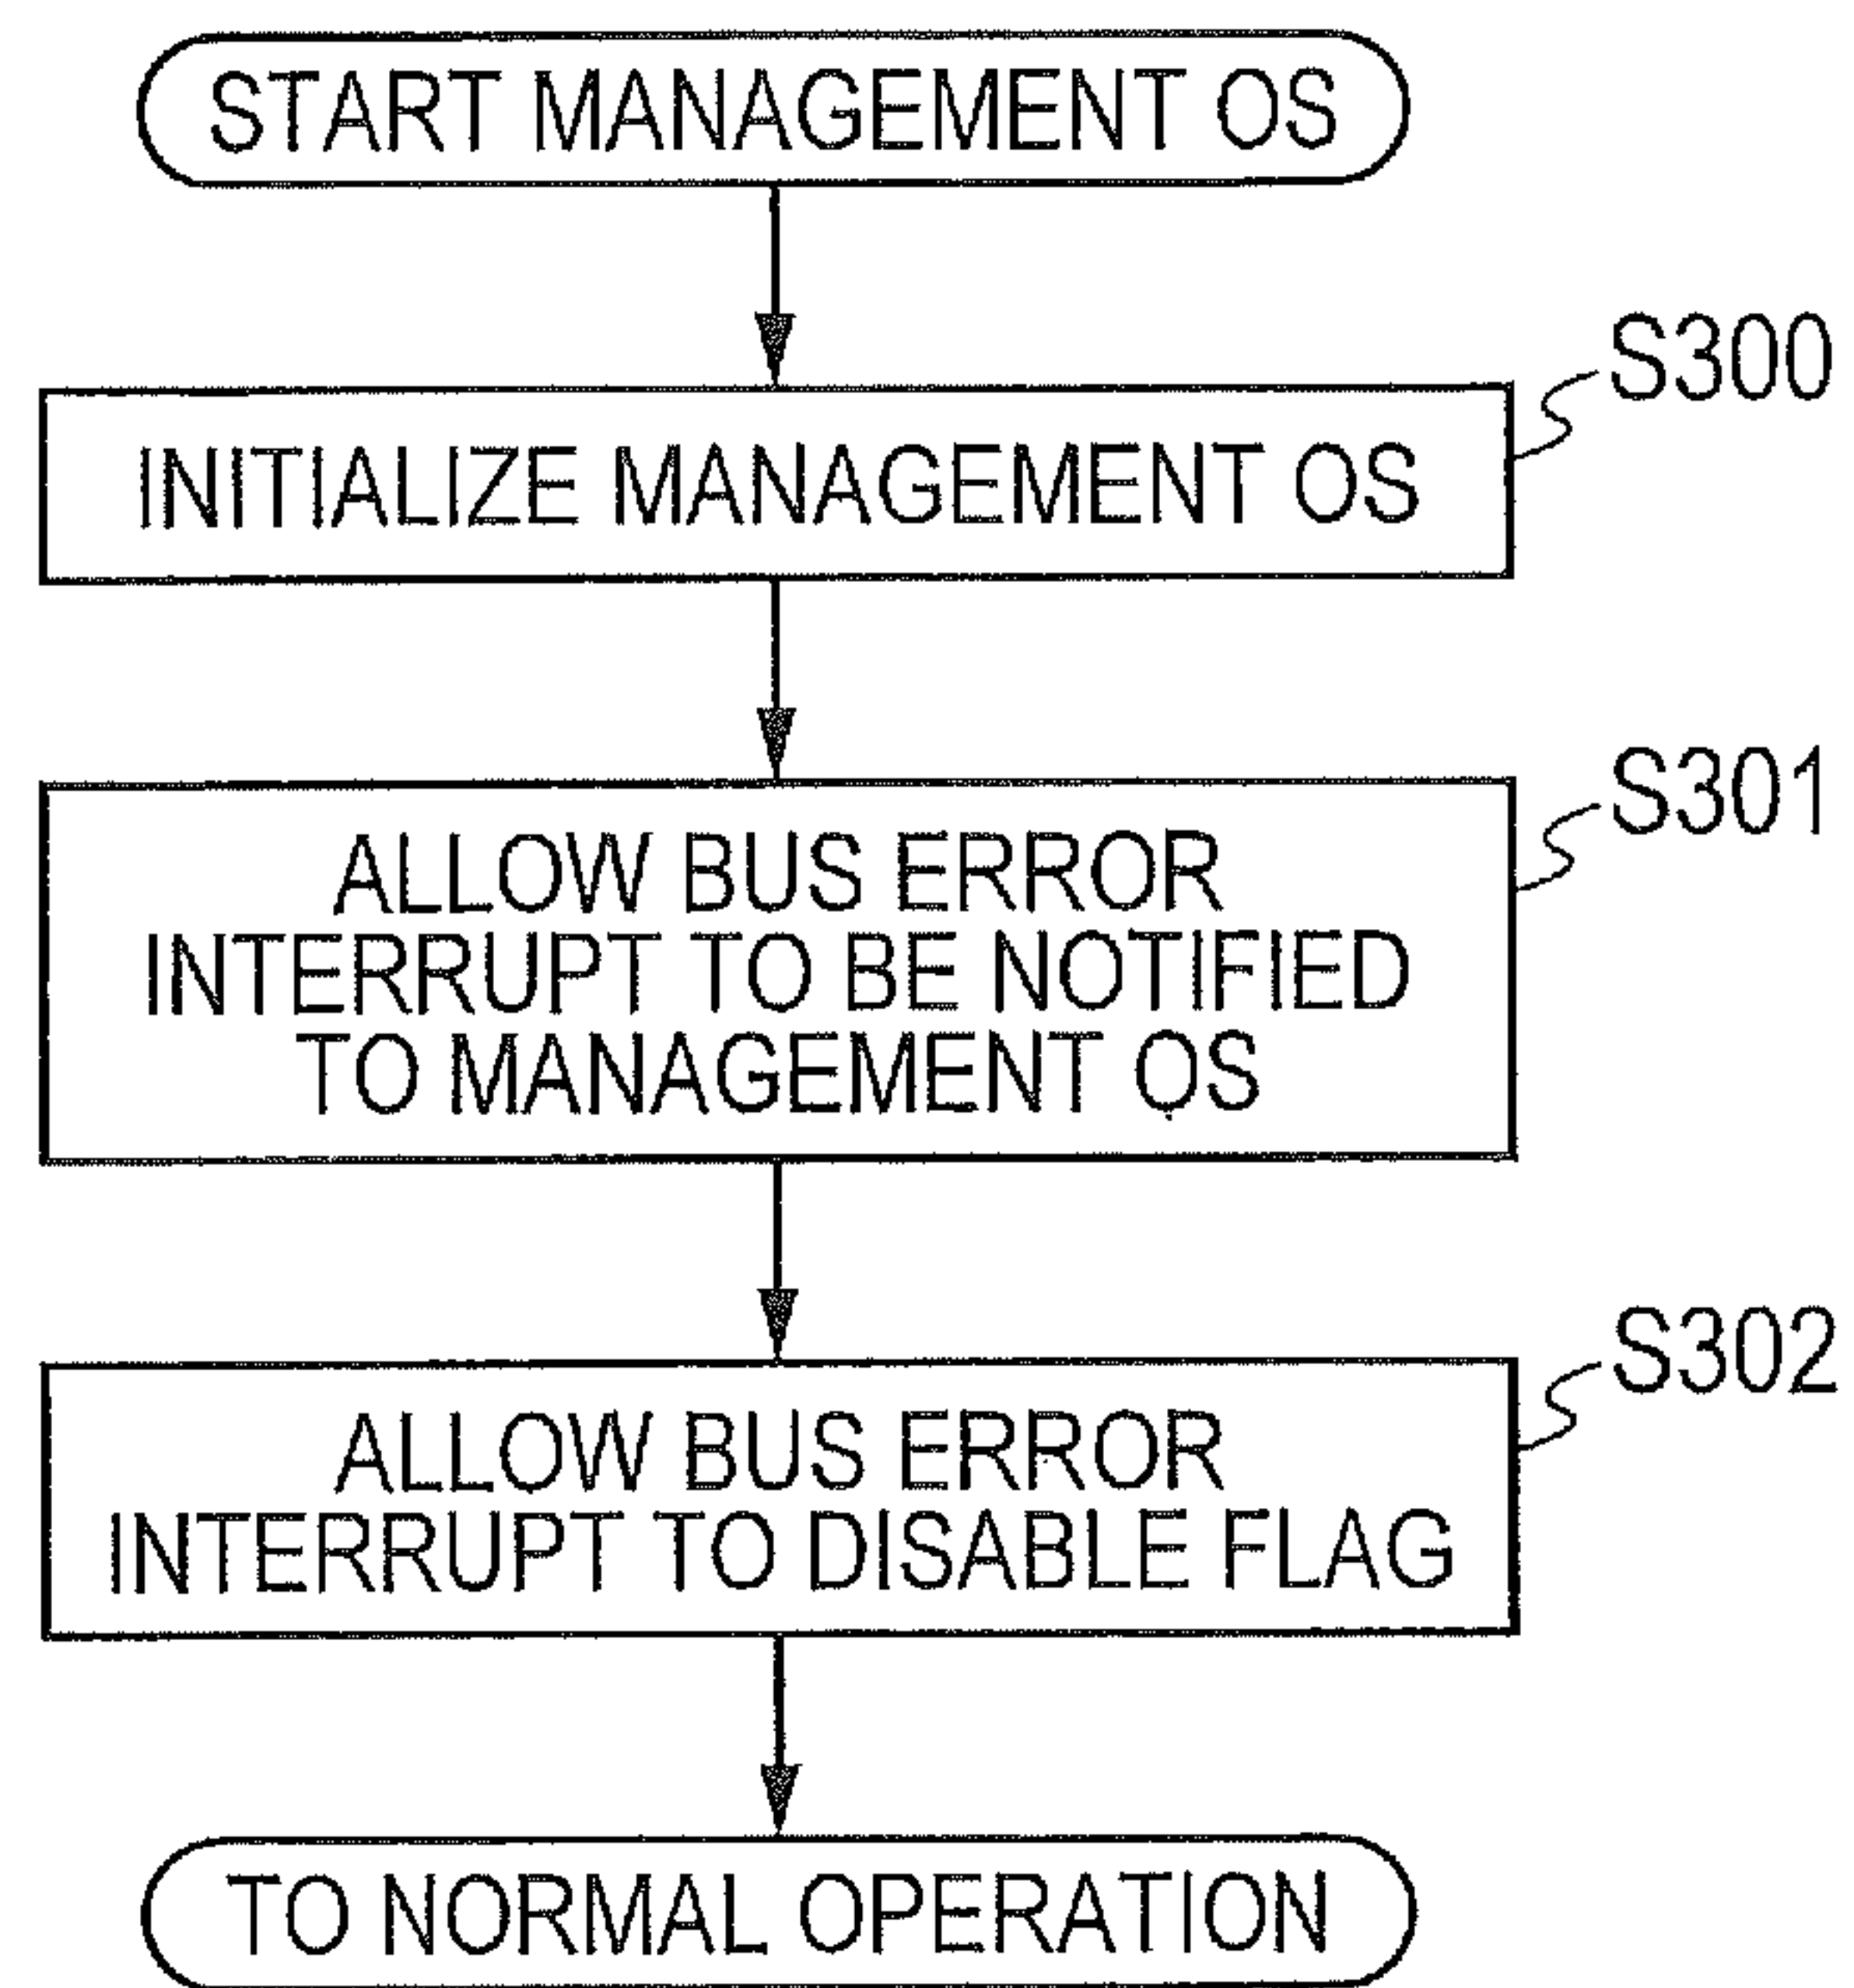 START MANAGEMENT OS
S300
INITIALIZE MANAGEMENT OS
S301
ALLOW BUS ERROR
INTERRUPT TO BE NOTIFIED
TO MANAGEMENT OS
S302
ALLOW BUS ERROR
INTERRUPT TO DISABLE FLAG
TO NORMAL OPERATION